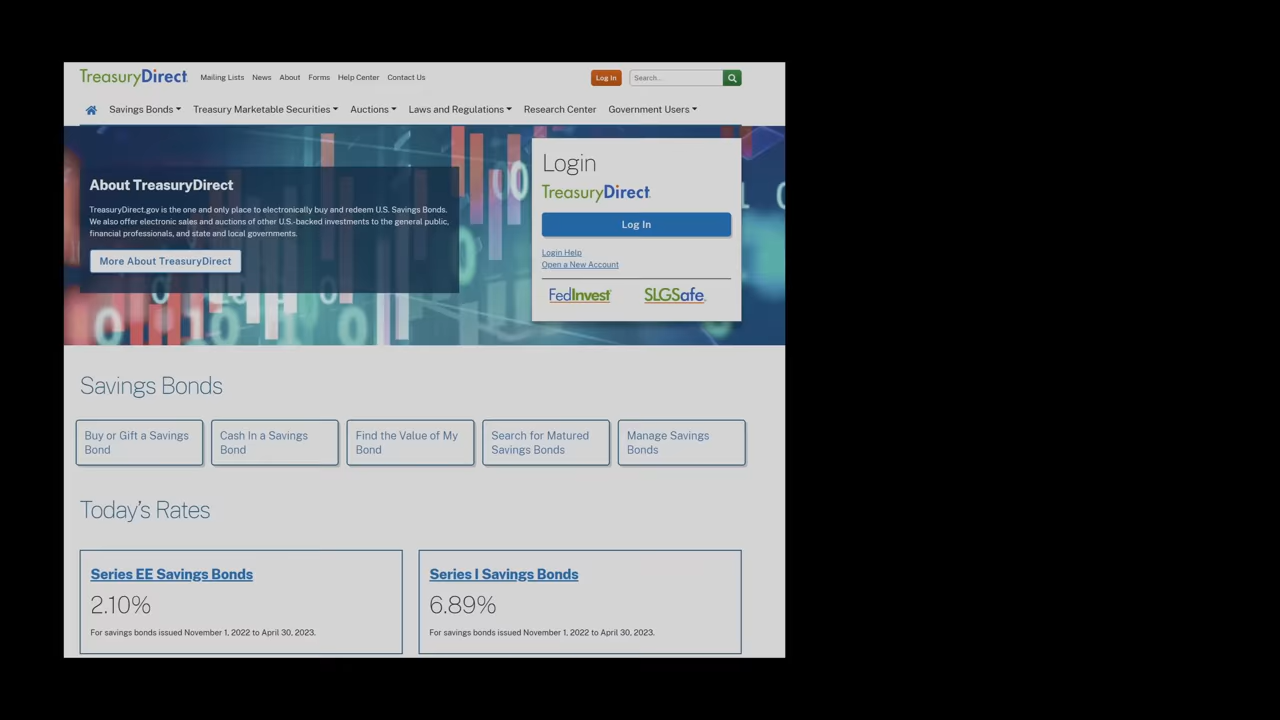 TreasuryDirect
Mailing Lists News About Forms Help Center Contact Us
Log In
Search...
Savings Bonds Treasury Marketable Securities Auctions Laws and Regulations Research Center Government Users
About TreasuryDirect
TreasuryDirect.gov is the one and only place to electronically buy and redeem U.S. Savings Bonds.
We also offer electronic sales and auctions of other U.S.-backed investments to the general public,
financial professionals, and state and local governments.
More About TreasuryDirect
Login
TreasuryDirect
Log In
Login Help
Open a New Account
FedInvest SLGSafe
Savings Bonds
Buy or Gift a Savings
Bond
Cash In a Savings
Bond
Find the Value of My
Bond
Search for Matured
Savings Bonds
Manage Savings
Bonds
Today's Rates
Series EE Savings Bonds
2.10%
For savings bonds issued November 1, 2022 to April 30, 2023.
Series I Savings Bonds
6.89%
For savings bonds issued November 1, 2022 to April 30, 2023.